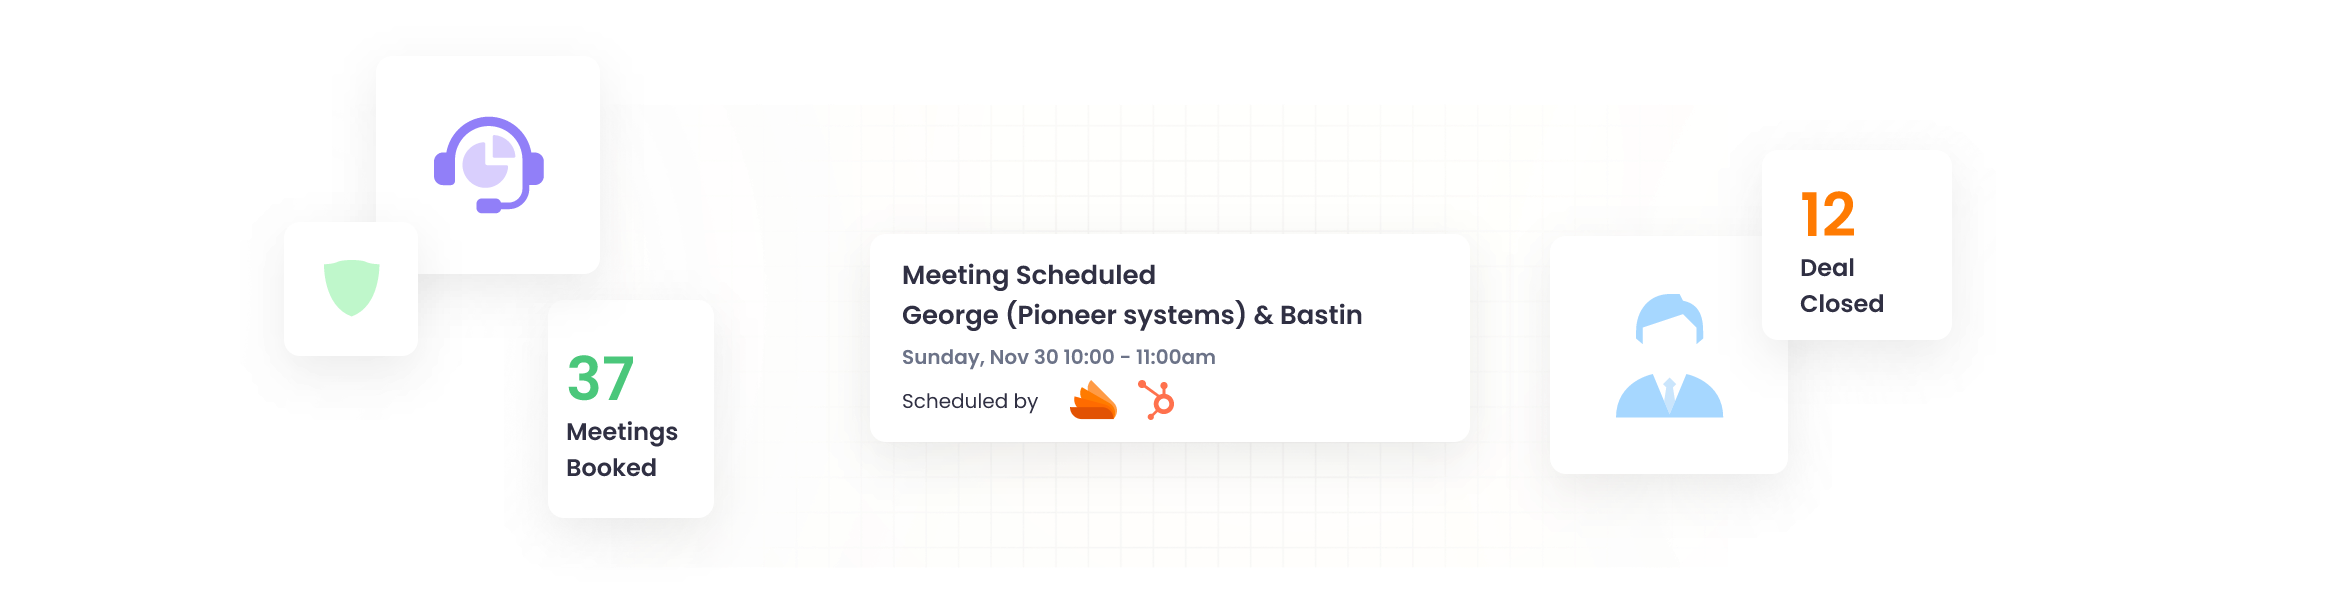 37
Meetings
Booked
Meeting Scheduled
George (Pioneer systems) & Bastin
Sunday, Nov 30 10:00 - 11:00am
Scheduled by
12
Deal
Closed